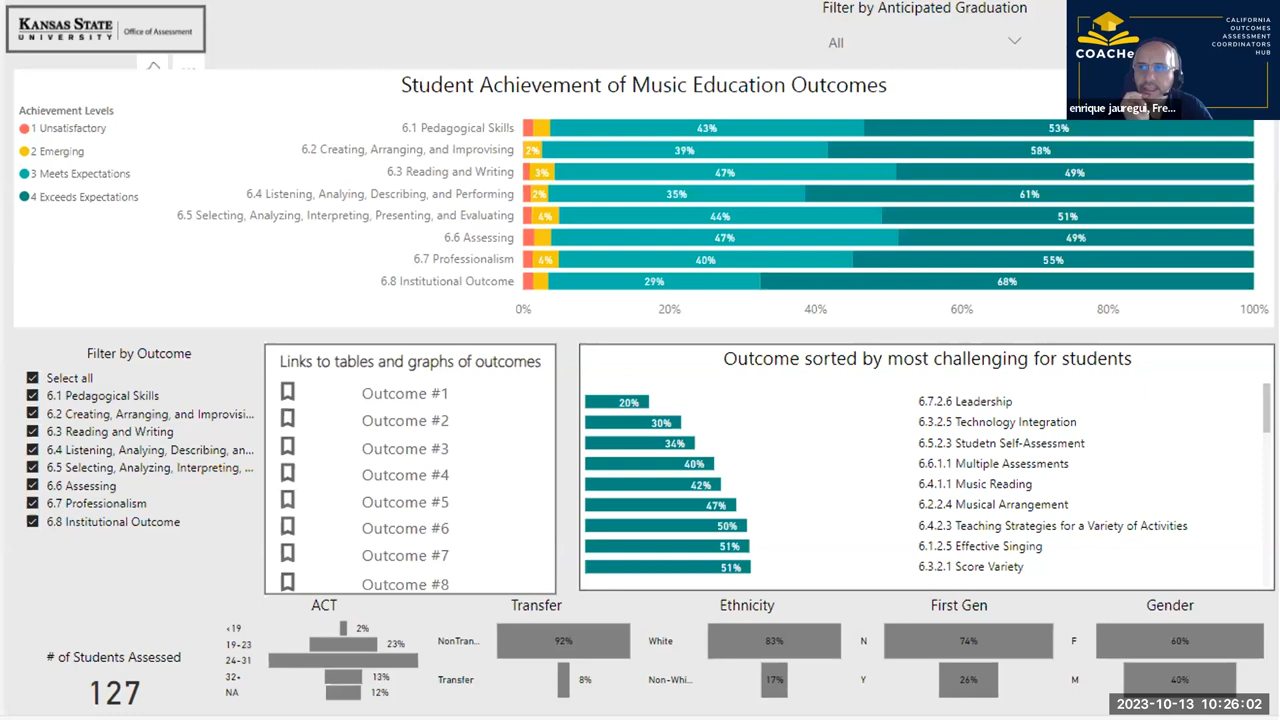 KANSAS STATE
UNIVERSITY
Office of Assessment
Filter by Anticipated Graduation
All
COACHe
CALIFORNIA
OUTCOMES
ASSESSMENT
COORDINATORS
HUB
enrique jauregui, Fre...
Student Achievement of Music Education Outcomes
Achievement Levels
1 Unsatisfactory
2 Emerging
3 Meets Expectations
4 Exceeds Expectations
6.1 Pedagogical Skills 43% 53%
6.2 Creating, Arranging, and Improvising 2% 39% 58%
6.3 Reading and Writing 3% 47% 49%
6.4 Listening, Analying, Describing, and Performing 2% 35% 61%
6.5 Selecting, Analyzing, Interpreting, Presenting, and Evaluating 4% 44% 51%
6.6 Assessing 47% 49%
6.7 Professionalism 4% 40% 55%
6.8 Institutional Outcome 29% 68%
0% 20% 40% 60% 80% 100%
Filter by Outcome
Select all
6.1 Pedagogical Skills
6.2 Creating, Arranging, and Improvisi...
6.3 Reading and Writing
6.4 Listening, Analying, Describing, an...
6.5 Selecting, Analyzing, Interpreting, ...
6.6 Assessing
6.7 Professionalism
6.8 Institutional Outcome
Links to tables and graphs of outcomes
Outcome #1
Outcome #2
Outcome #3
Outcome #4
Outcome #5
Outcome #6
Outcome #7
Outcome #8
Outcome sorted by most challenging for students
20% 6.7.2.6 Leadership
30% 6.3.2.5 Technology Integration
34% 6.5.2.3 Studetn Self-Assessment
40% 6.6.1.1 Multiple Assessments
42% 6.4.1.1 Music Reading
47% 6.2.2.4 Musical Arrangement
50% 6.4.2.3 Teaching Strategies for a Variety of Activities
51% 6.1.2.5 Effective Singing
51% 6.3.2.1 Score Variety
# of Students Assessed
127
ACT
<19 2%
19-23 23%
24-31
32+ 13%
NA 12%
Transfer
NonTran... 92%
Transfer 8%
Ethnicity
White 83%
Non-Whi... 17%
First Gen
N 74%
Y 26%
Gender
F 60%
M 40%
2023-10-13 10:26:02